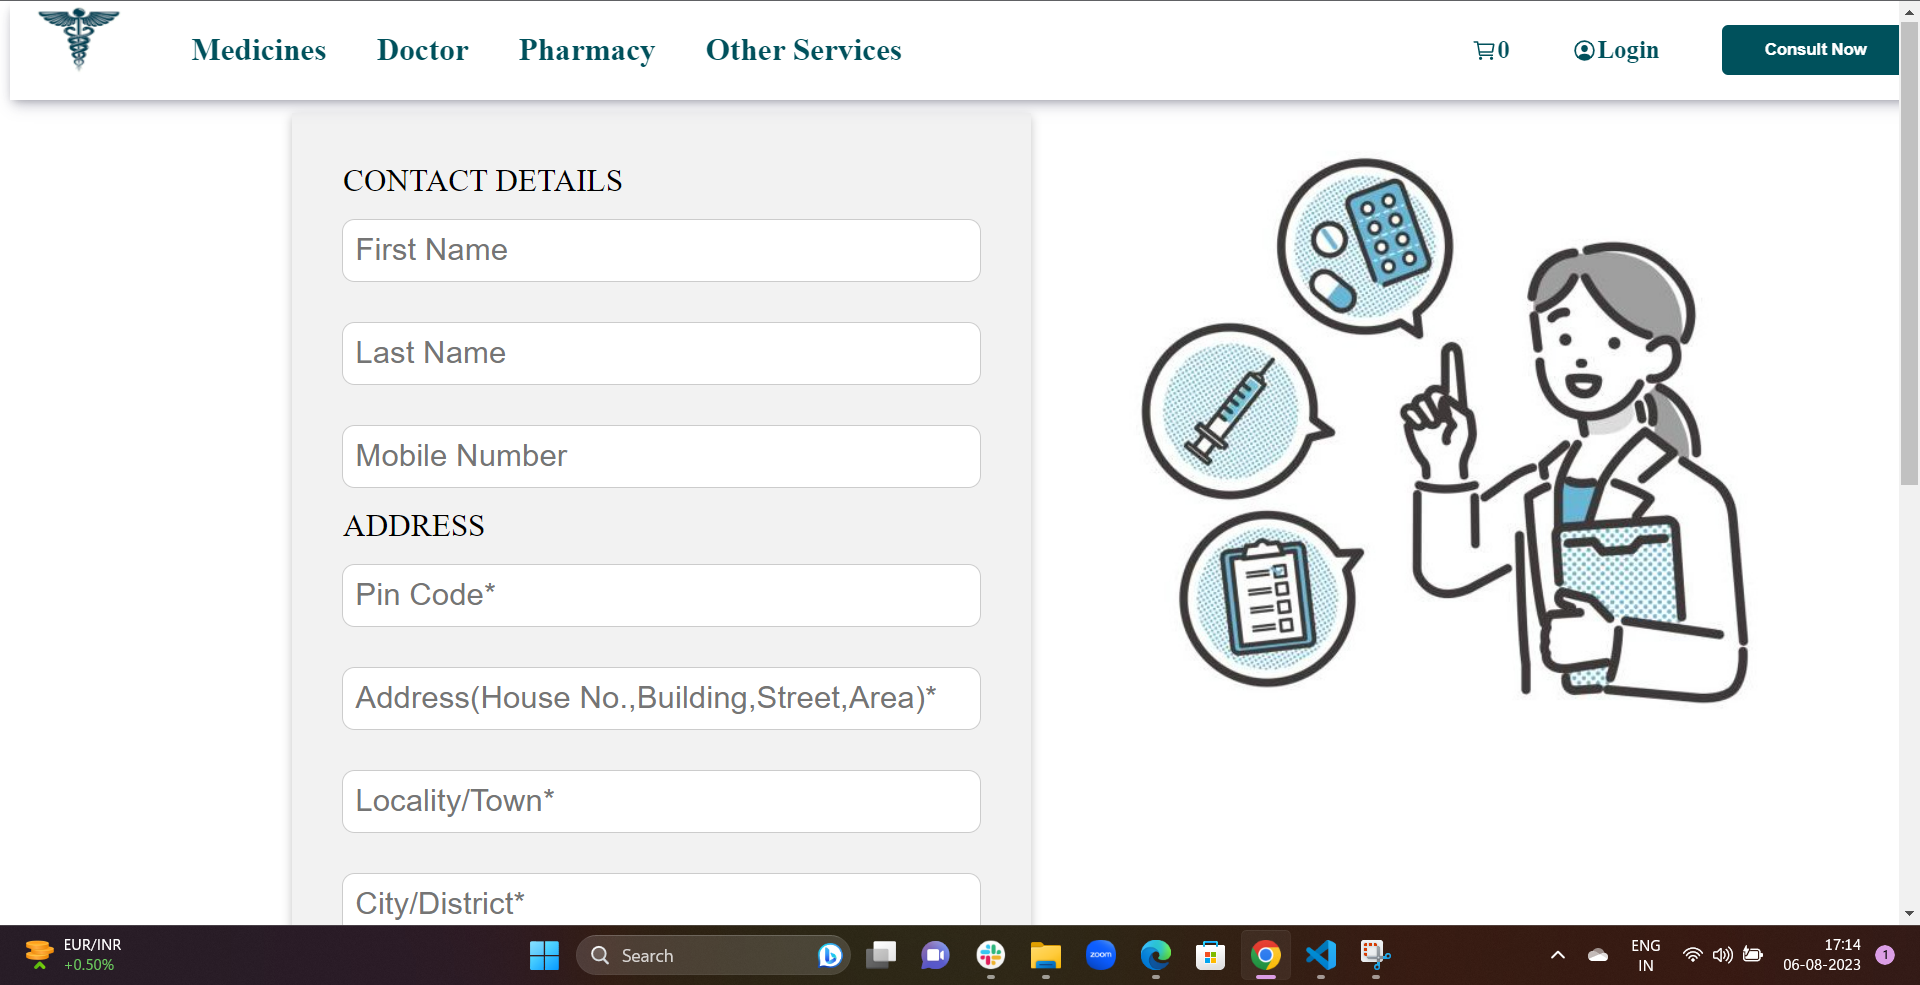 Medicines Doctor Pharmacy Other Services 0 Login Consult Now
CONTACT DETAILS
First Name
Last Name
Mobile Number
ADDRESS
Pin Code*
Address(House No.,Building,Street,Area)*
Locality/Town*
City/District*
EUR/INR
+0.50%
Search
zoom
ENG
IN
17:14
06-08-2023
1